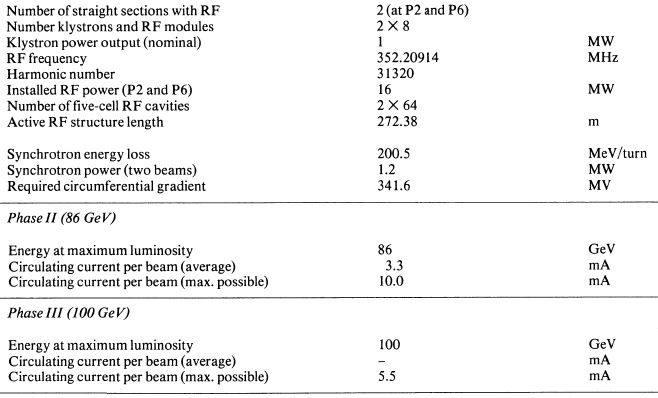 Number of straight sections with RF 2 (at P2 and P6)
Number klystrons and RF modules 2 X 8
Klystron power output (nominal) 1 MW
RF frequency 352.20914 MHz
Harmonic number 31320
Installed RF power (P2 and P6) 16 MW
Number of five-cell RF cavities 2 X 64
Active RF structure length 272.38 m
Synchrotron energy loss 200.5 MeV/turn
Synchrotron power (two beams) 1.2 MW
Required circumferential gradient 341.6 MV
Phase II (86 GeV)
Energy at maximum luminosity 86 GeV
Circulating current per beam (average) 3.3 mA
Circulating current per beam (max. possible) 10.0 mA
Phase III (100 GeV)
Energy at maximum luminosity 100 GeV
Circulating current per beam (average) – mA
Circulating current per beam (max. possible) 5.5 mA